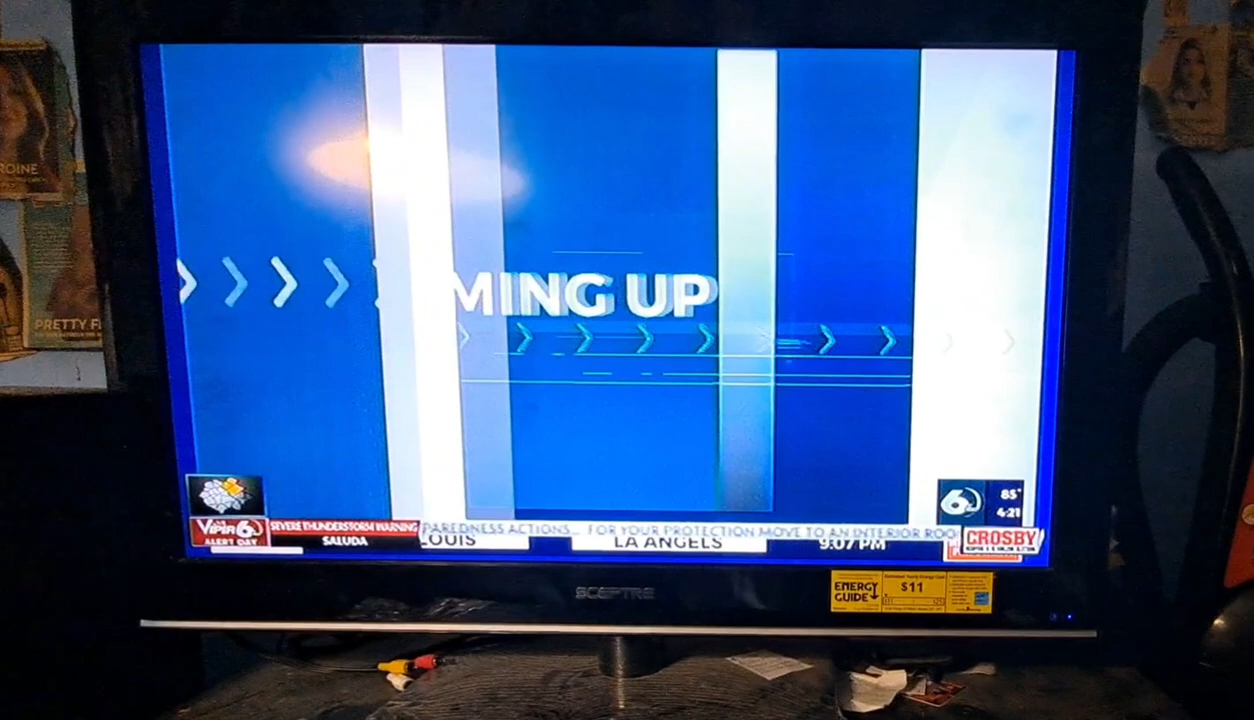 ROINE
PRETTY F
MING UP
6
85°
4:21
VIPIR 6
ALERT DAY
SEVERE THUNDERSTORM WARNING
SALUDA
PAREDNESS ACTIONS... FOR YOUR PROTECTION MOVE TO AN INTERIOR ROO
LOUIS
LA ANGELS
9:07 PM
CROSBY
SCEPTRE
ENERGY
GUIDE
$11